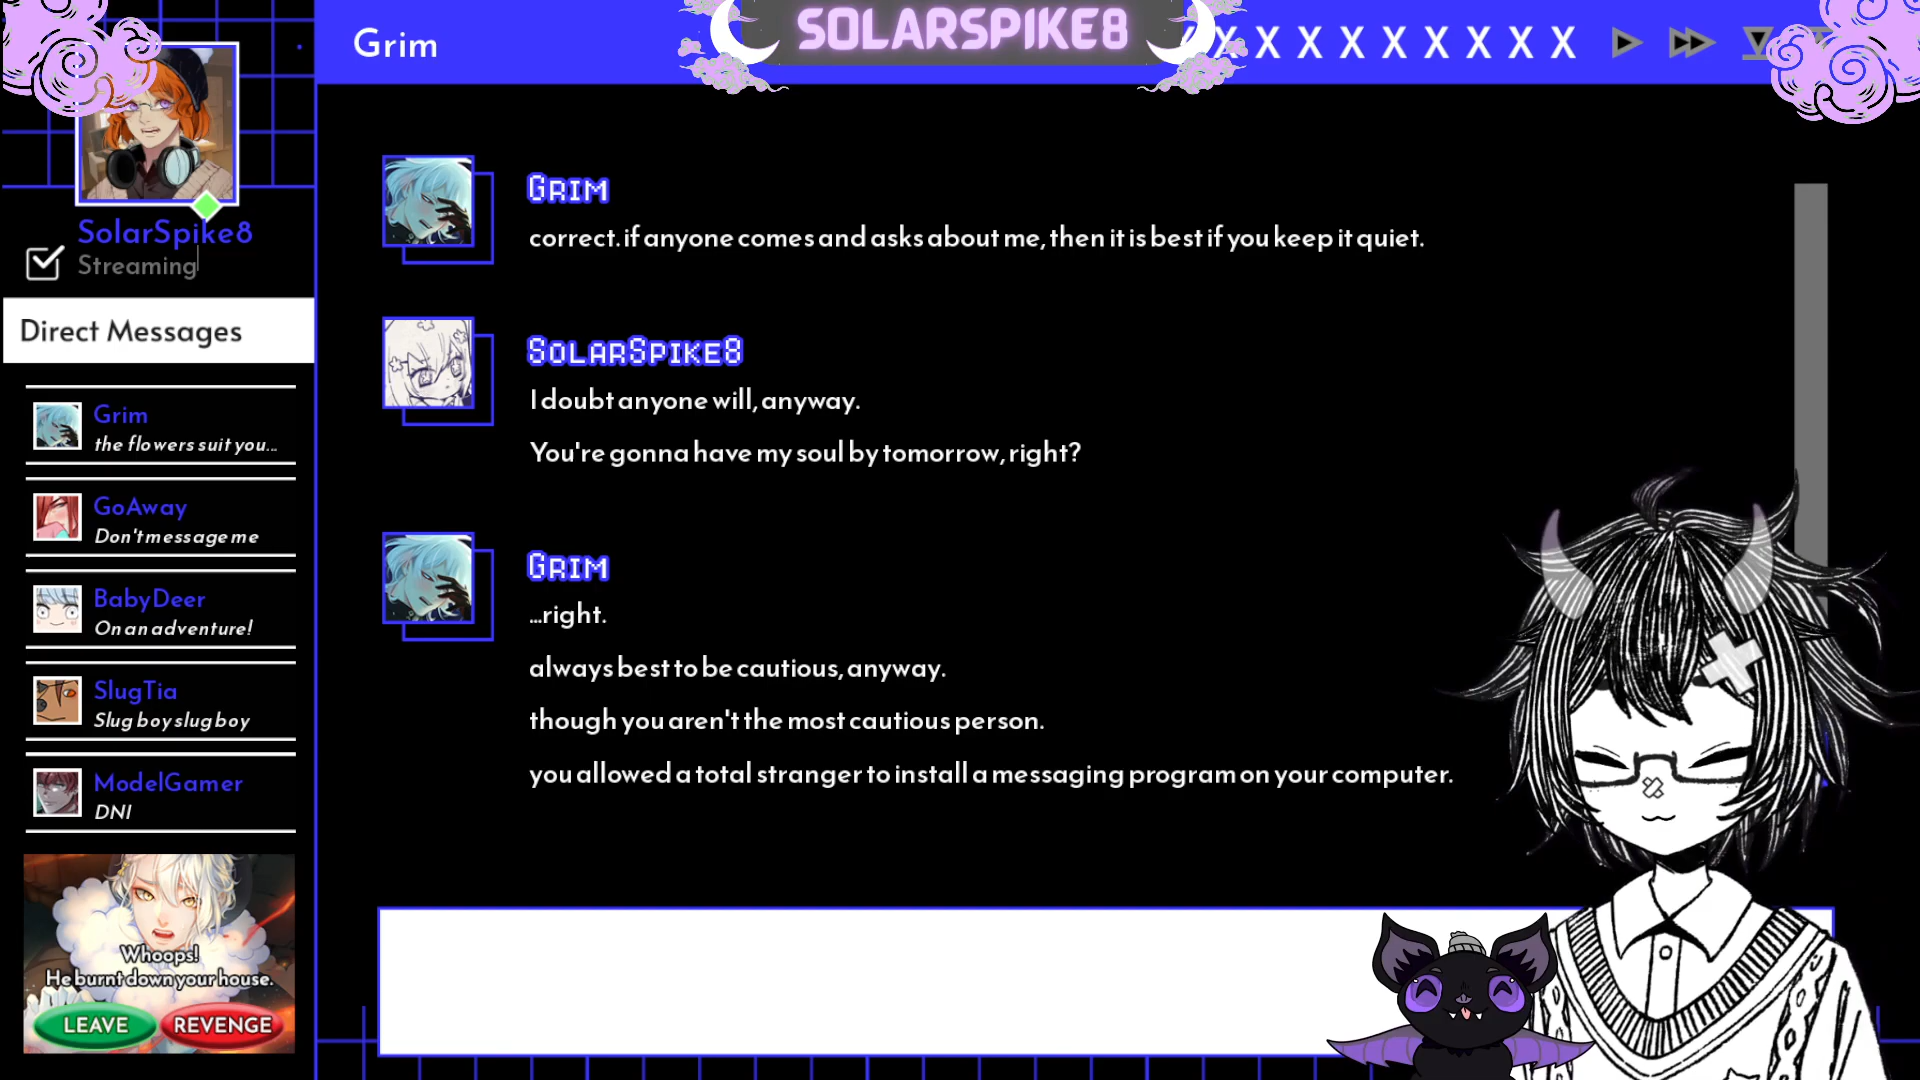 SOLARSPIKE8
Grim
X X X X X X X X
SolarSpike8
Streaming
Direct Messages
Grim
the flowers suit you...
GoAway
Don't message me
BabyDeer
On an adventure!
SlugTia
Slug boy slug boy
ModelGamer
DNI
Whoops!
He burnt down your house.
LEAVE
REVENGE
GRIM
correct. if anyone comes and asks about me, then it is best if you keep it quiet.
SOLARSPIKE8
I doubt anyone will, anyway.
You're gonna have my soul by tomorrow, right?
GRIM
...right.
always best to be cautious, anyway.
though you aren't the most cautious person.
you allowed a total stranger to install a messaging program on your computer.